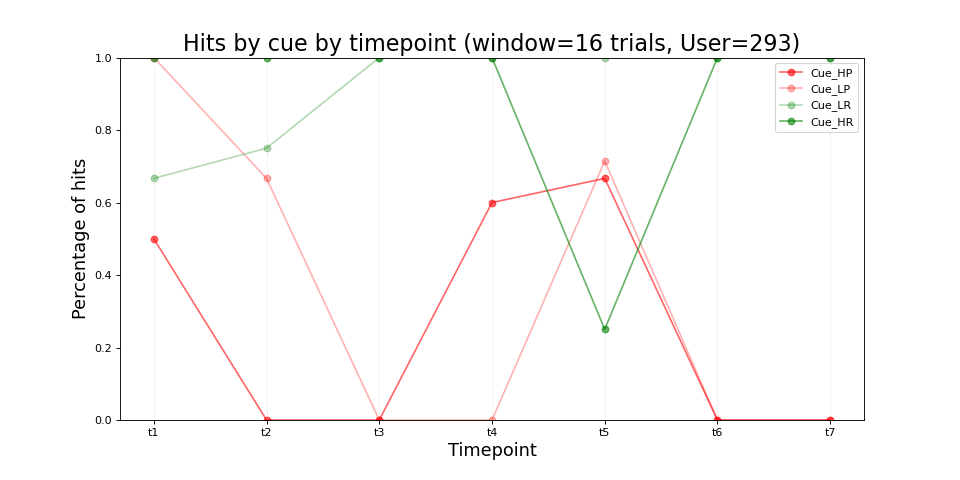 Hits by cue by timepoint (window=16 trials, User=293)
Percentage of hits
1.0
0.8
0.6
0.4
0.2
0.0
Cue_HP
Cue_LP
Cue_LR
Cue_HR
t1 t2 t3 t4 t5 t6 t7
Timepoint